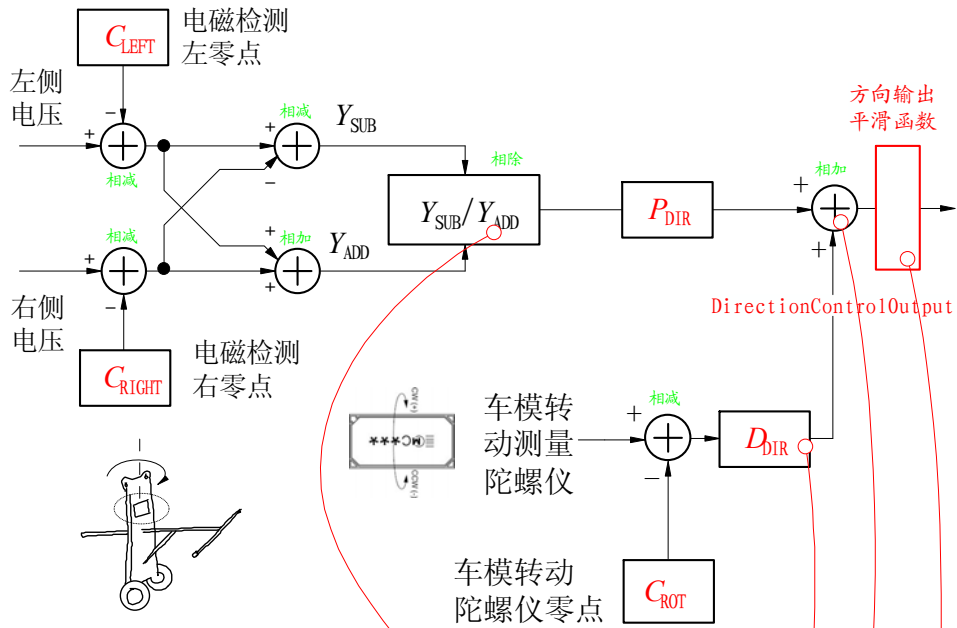 C_LEFT
电磁检测
左零点
左侧
电压
−
+
相减
相减
+
−
Y_SUB
相除
Y_SUB/Y_ADD
P_DIR
+
相加
+
方向输出
平滑函数
相减
+
−
+
相加
+
Y_ADD
右侧
电压
C_RIGHT
电磁检测
右零点
DirectionControlOutput
CW(+)
CCW(-)
车模转
动测量
陀螺仪
相减
+
−
D_DIR
车模转动
陀螺仪零点
C_ROT